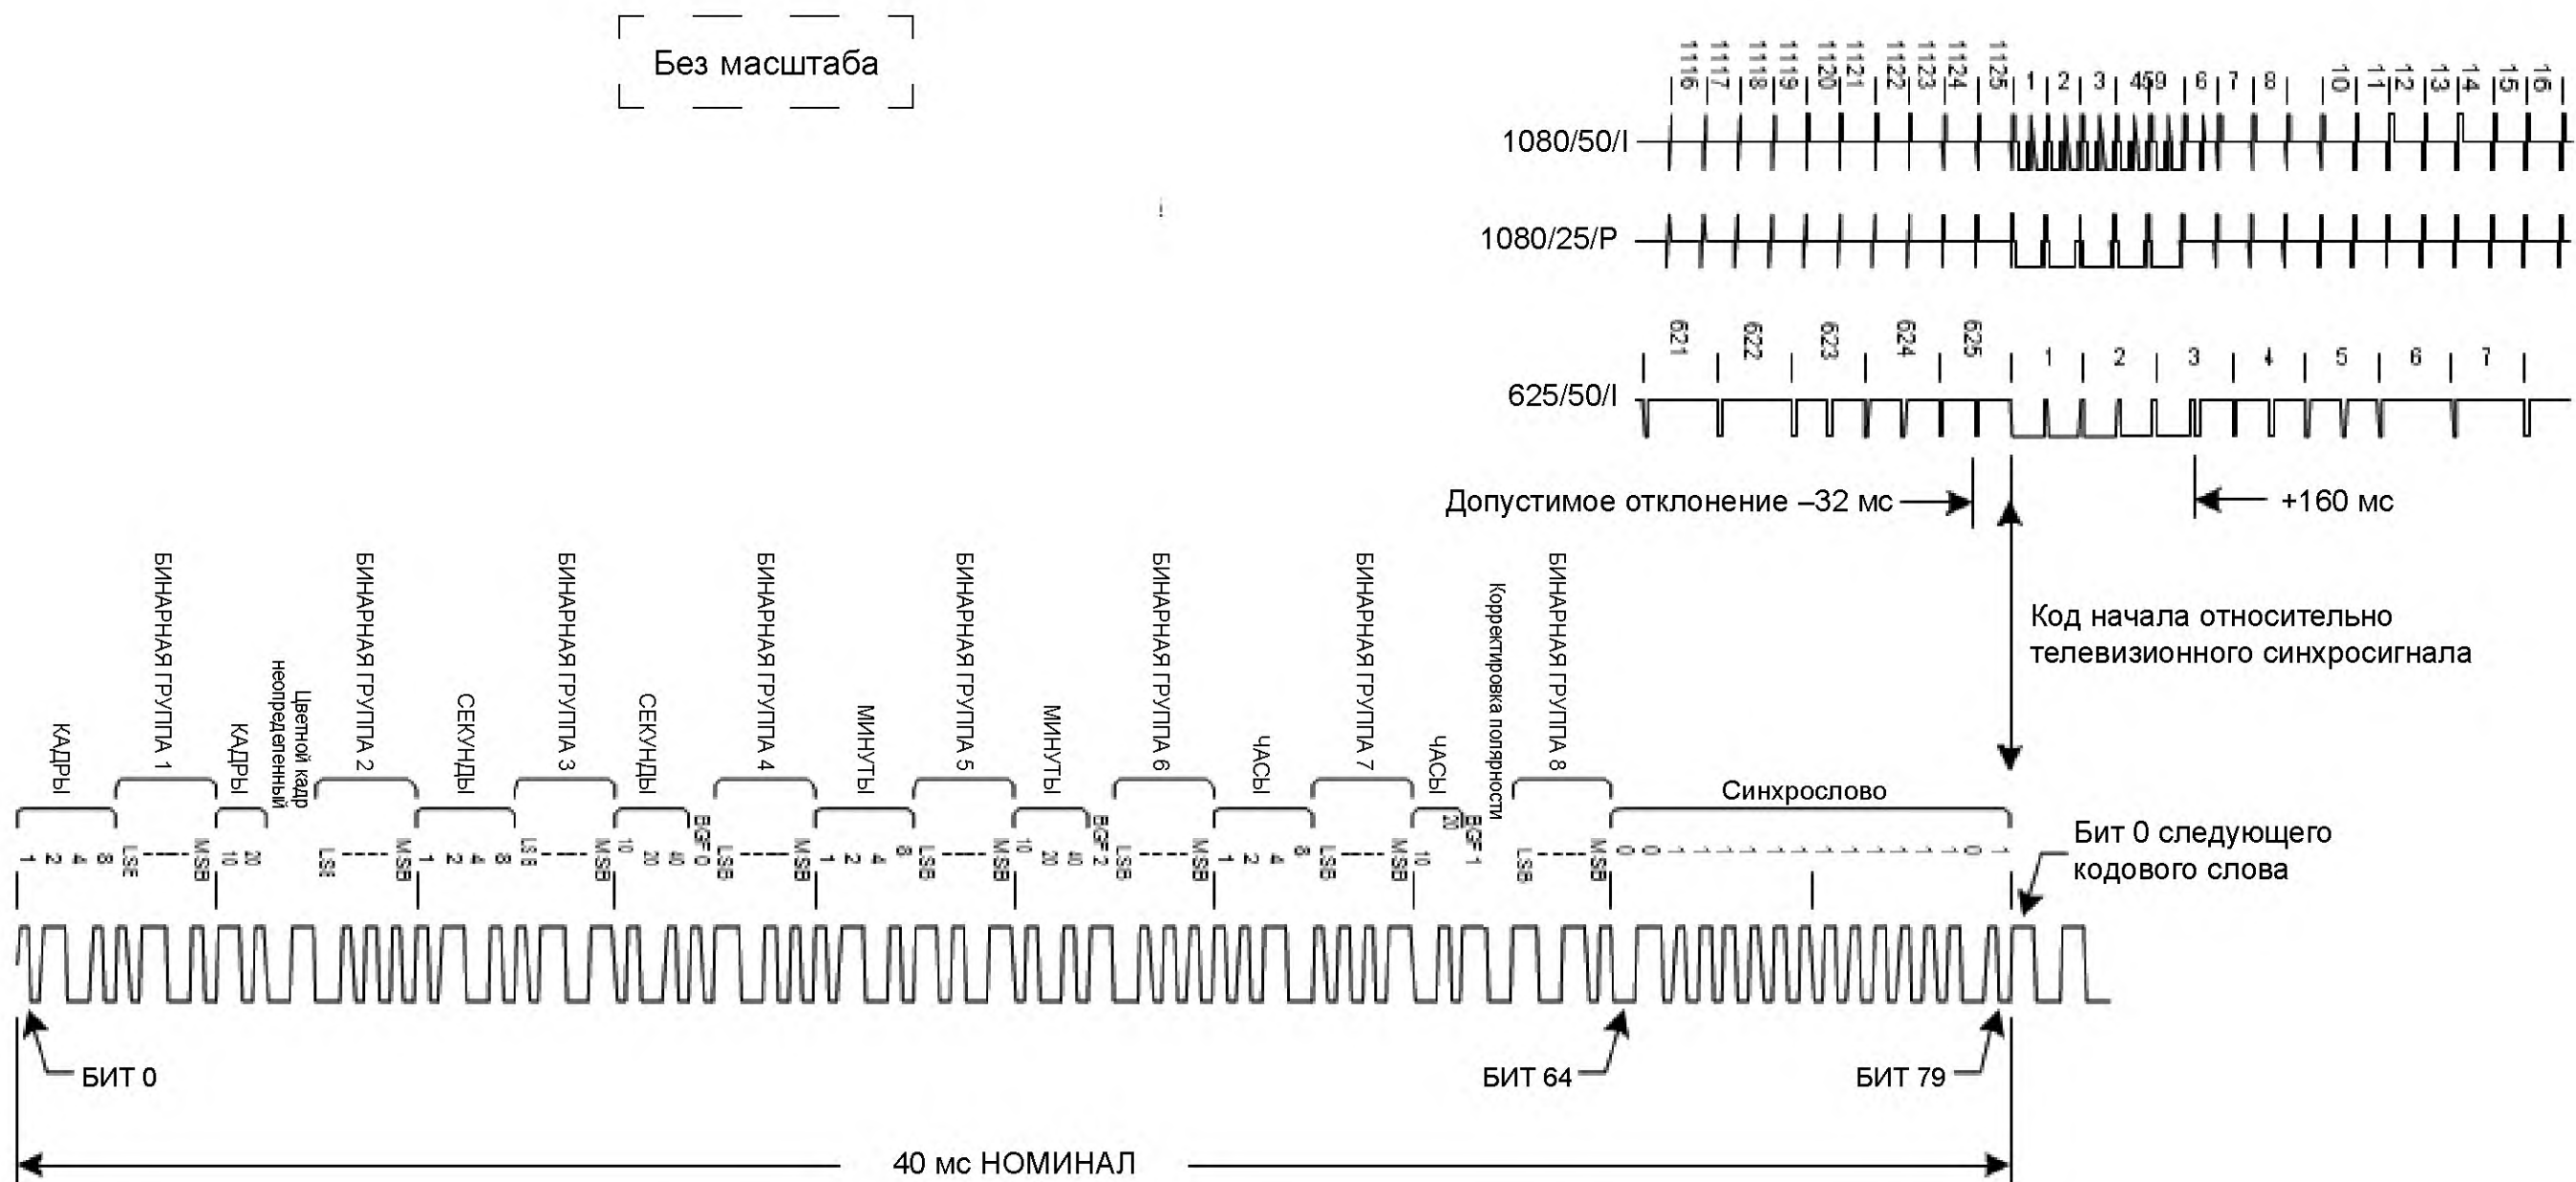 Без масштаба
1116 1117 1118 1119 1120 1121 1122 1123 1124 1125 1 2 3 459 6 7 8 10 11 12 13 14 15 16
1080/50/I
1080/25/P
621 622 623 624 625 1 2 3 4 5 6 7
625/50/I
Допустимое отклонение –32 мс
+160 мс
Код начала относительно
телевизионного синхросигнала
КАДРЫ
БИНАРНАЯ ГРУППА 1
КАДРЫ
Цветной кадр
неопределенный
БИНАРНАЯ ГРУППА 2
СЕКУНДЫ
БИНАРНАЯ ГРУППА 3
СЕКУНДЫ
БИНАРНАЯ ГРУППА 4
МИНУТЫ
БИНАРНАЯ ГРУППА 5
МИНУТЫ
БИНАРНАЯ ГРУППА 6
ЧАСЫ
БИНАРНАЯ ГРУППА 7
ЧАСЫ
Корректировка полярности
БИНАРНАЯ ГРУППА 8
Синхрослово
1 2 4 8 LSB MSB 10 20 LSB MSB 1 2 4 8 LSB MSB 10 20 40 BGF 0 LSB MSB 1 2 4 8 LSB MSB 10 20 40 BGF 2 LSB MSB 1 2 4 8 LSB MSB 10 20 BGF 1 LSB MSB 0 0 1 1 1 1 1 1 1 1 1 1 1 1 0 1
Бит 0 следующего
кодового слова
БИТ 0
БИТ 64
БИТ 79
40 мс НОМИНАЛ